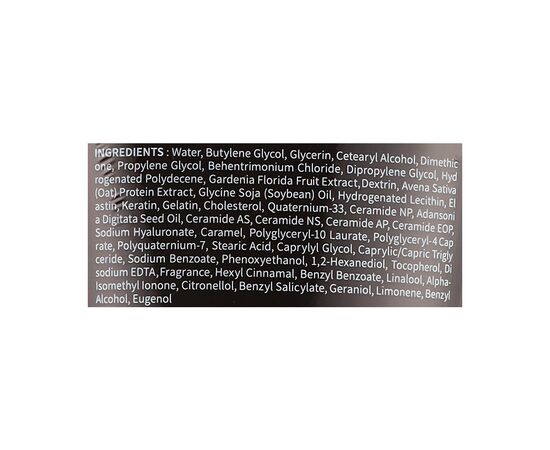 INGREDIENTS : Water, Butylene Glycol, Glycerin, Cetearyl Alcohol, Dimethic
one, Propylene Glycol, Behentrimonium Chloride, Dipropylene Glycol, Hyd
rogenated Polydecene, Gardenia Florida Fruit Extract, Dextrin, Avena Sativa
(Oat) Protein Extract, Glycine Soja (Soybean) Oil, Hydrogenated Lecithin, El
astin, Keratin, Gelatin, Cholesterol, Quaternium-33, Ceramide NP, Adansoni
a Digitata Seed Oil, Ceramide AS, Ceramide NS, Ceramide AP, Ceramide EOP,
Sodium Hyaluronate, Caramel, Polyglyceryl-10 Laurate, Polyglyceryl-4 Cap
rate, Polyquaternium-7, Stearic Acid, Caprylyl Glycol, Caprylic/Capric Trigly
ceride, Sodium Benzoate, Phenoxyethanol, 1,2-Hexanediol, Tocopherol, Di
sodium EDTA, Fragrance, Hexyl Cinnamal, Benzyl Benzoate, Linalool, Alpha-
Isomethyl Ionone, Citronellol, Benzyl Salicylate, Geraniol, Limonene, Benzyl
Alcohol, Eugenol